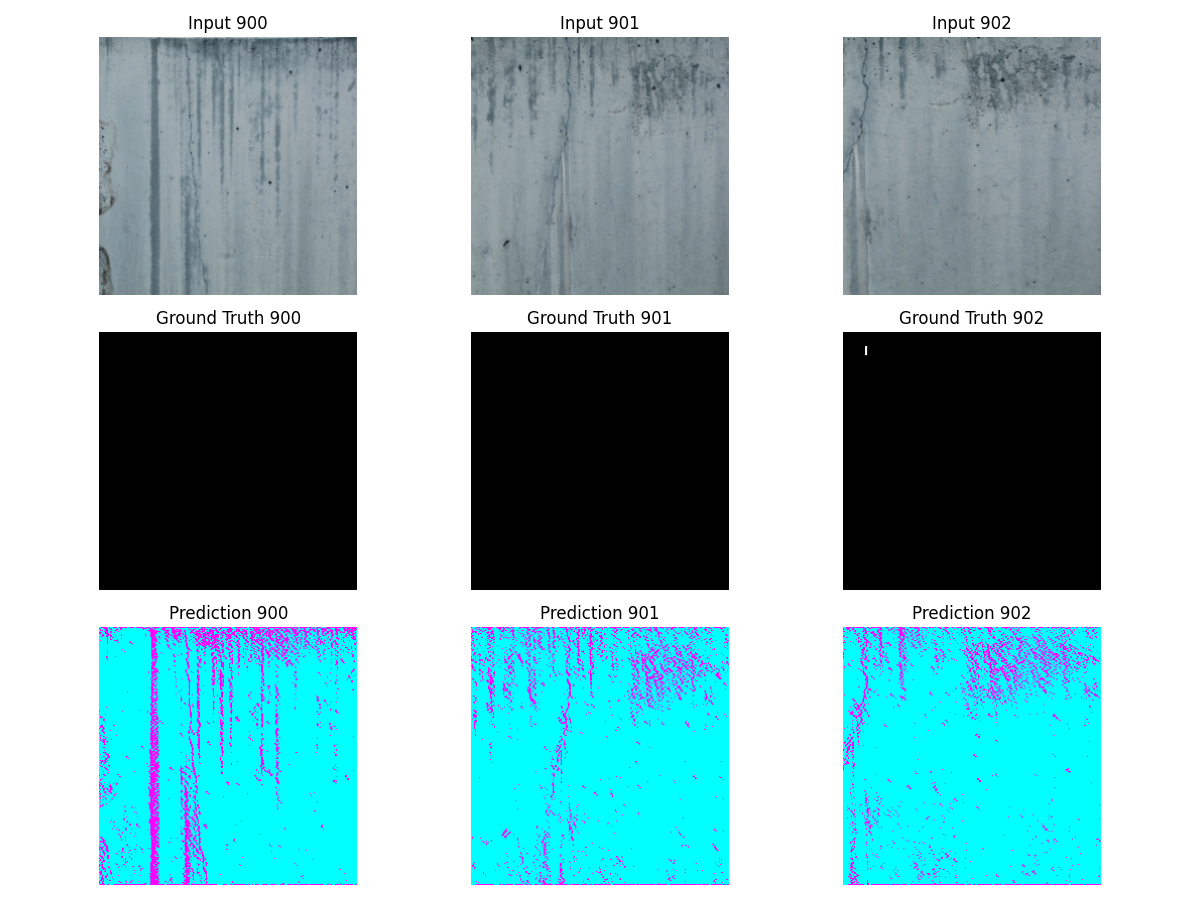 Input 900
Input 901
Input 902
Ground Truth 900
Ground Truth 901
Ground Truth 902
Prediction 900
Prediction 901
Prediction 902